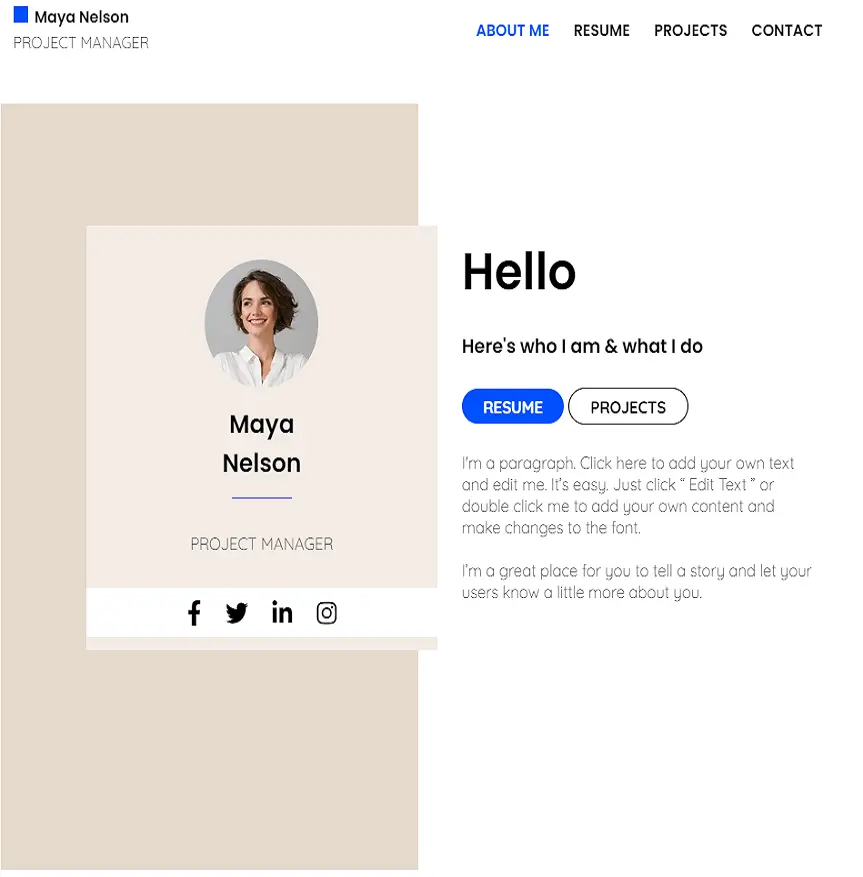 Maya Nelson
PROJECT MANAGER
ABOUT ME RESUME PROJECTS CONTACT
Maya
Nelson
PROJECT MANAGER
Hello
Here's who I am & what I do
RESUME PROJECTS
I'm a paragraph. Click here to add your own text
and edit me. It's easy. Just click “ Edit Text ” or
double click me to add your own content and
make changes to the font.
I'm a great place for you to tell a story and let your
users know a little more about you.